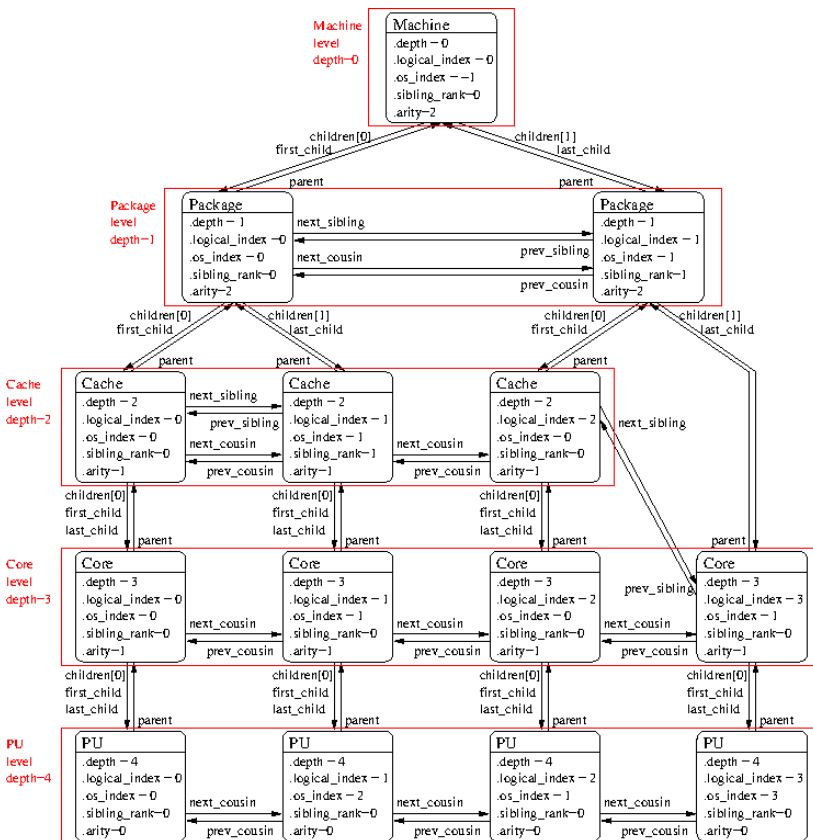 Machine
level
depth-0
Machine
.depth-0
.logical_index-0
.os_index--1
.sibling_rank-0
.arity-2
children[0]
first_child
children[1]
last_child
parent
parent
Package
level
depth-1
Package
.depth-1
.logical_index-0
.os_index-0
.sibling_rank-0
.arity-2
next_sibling
prev_sibling
next_cousin
prev_cousin
Package
.depth-1
.logical_index-1
.os_index-1
.sibling_rank-1
.arity-2
children[0]
first_child
children[1]
last_child
children[0]
first_child
children[1]
last_child
parent
parent
parent
Cache
level
depth-2
Cache
.depth-2
.logical_index-0
.os_index-0
.sibling_rank-0
.arity-1
next_sibling
prev_sibling
next_cousin
prev_cousin
Cache
.depth-2
.logical_index-1
.os_index-1
.sibling_rank-1
.arity-1
next_cousin
prev_cousin
Cache
.depth-2
.logical_index-2
.os_index-0
.sibling_rank-0
.arity-1
next_sibling
prev_sibling
children[0]
first_child
last_child
children[0]
first_child
last_child
children[0]
first_child
last_child
parent
parent
parent
parent
Core
level
depth-3
Core
.depth-3
.logical_index-0
.os_index-0
.sibling_rank-0
.arity-1
next_cousin
prev_cousin
Core
.depth-3
.logical_index-1
.os_index-1
.sibling_rank-0
.arity-1
next_cousin
prev_cousin
Core
.depth-3
.logical_index-2
.os_index-0
.sibling_rank-0
.arity-1
next_cousin
prev_cousin
Core
.depth-3
.logical_index-3
.os_index-1
.sibling_rank-0
.arity-1
children[0]
first_child
last_child
children[0]
first_child
last_child
children[0]
first_child
last_child
children[0]
first_child
last_child
parent
parent
parent
parent
PU
level
depth-4
PU
.depth-4
.logical_index-0
.os_index-0
.sibling_rank-0
.arity-0
next_cousin
prev_cousin
PU
.depth-4
.logical_index-1
.os_index-2
.sibling_rank-0
.arity-0
next_cousin
prev_cousin
PU
.depth-4
.logical_index-2
.os_index-1
.sibling_rank-0
.arity-0
next_cousin
prev_cousin
PU
.depth-4
.logical_index-3
.os_index-3
.sibling_rank-0
.arity-0